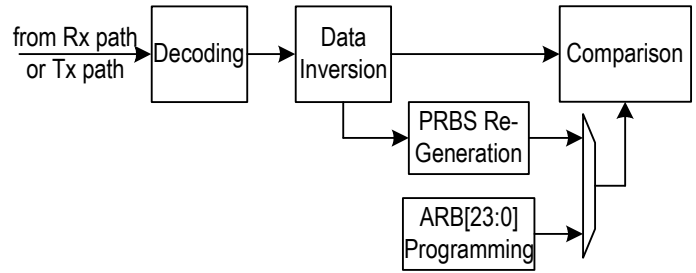 from Rx path
or Tx path
Decoding
Data
Inversion
Comparison
PRBS Re-
Generation
ARB[23:0]
Programming